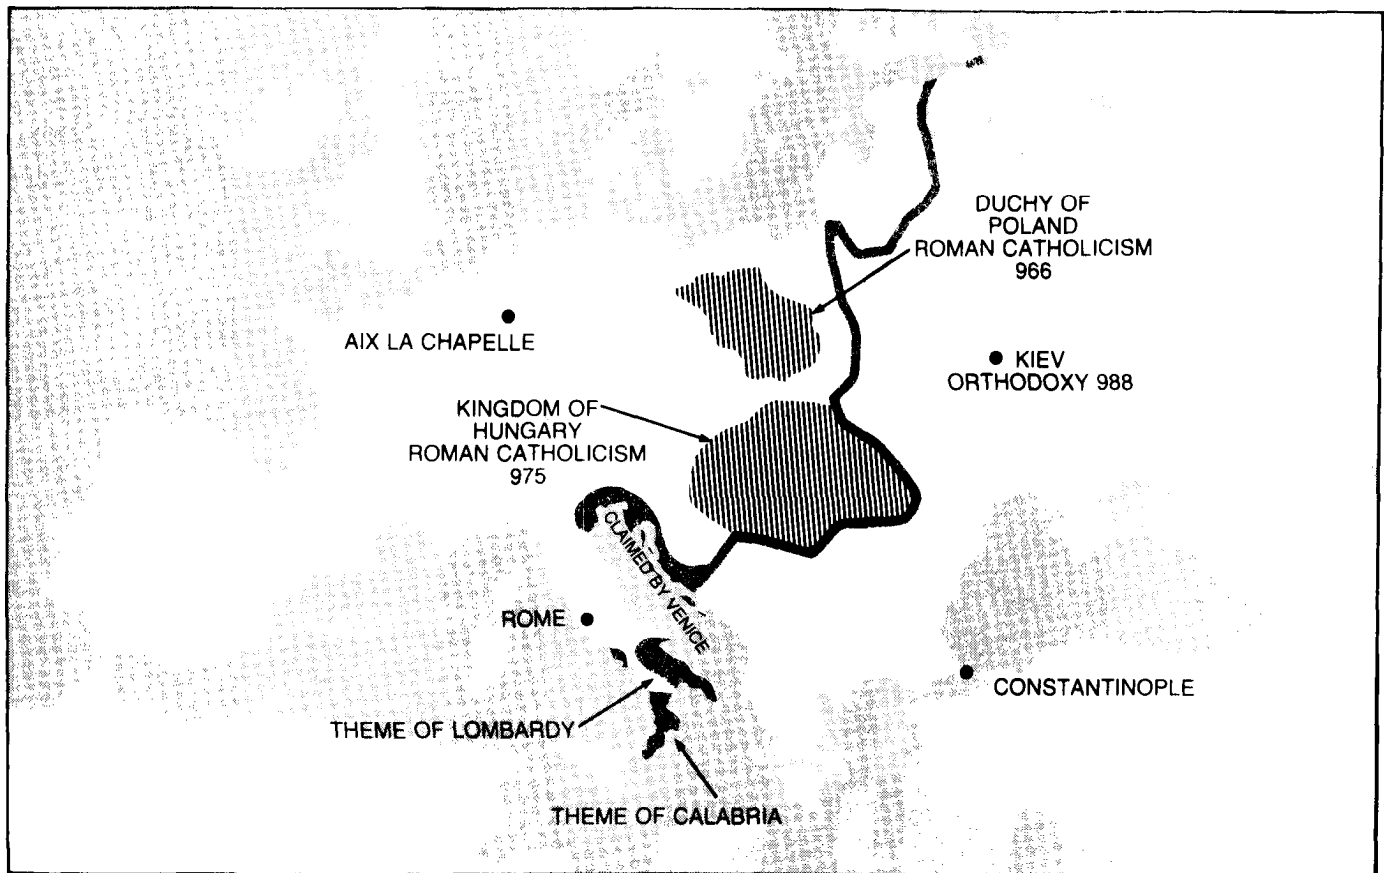 DUCHY OF
POLAND
ROMAN CATHOLICISM
966
AIX LA CHAPELLE
KIEV
ORTHODOXY 988
KINGDOM OF
HUNGARY
ROMAN CATHOLICISM
975
CLAIMED BY VENICE
ROME
CONSTANTINOPLE
THEME OF LOMBARDY
THEME OF CALABRIA